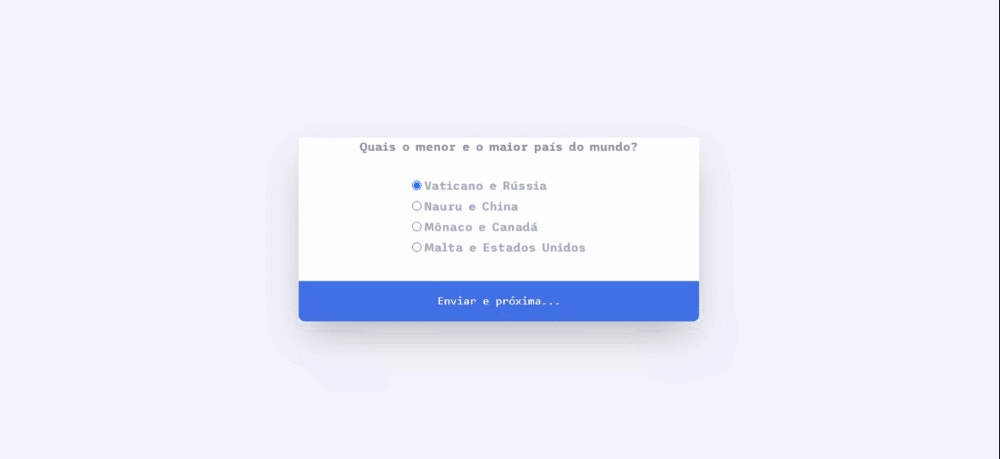 Quais o menor e o maior país do mundo?
Vaticano e Rússia
Nauru e China
Mônaco e Canadá
Malta e Estados Unidos
Enviar e próxima...